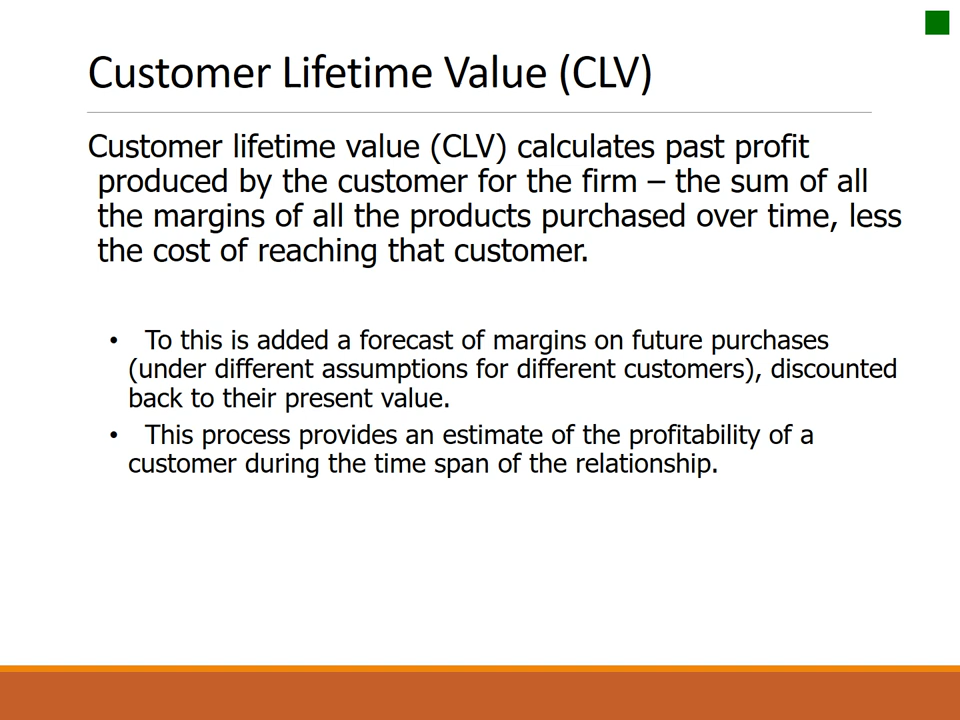 Customer Lifetime Value (CLV)
Customer lifetime value (CLV) calculates past profit
produced by the customer for the firm – the sum of all
the margins of all the products purchased over time, less
the cost of reaching that customer.
• To this is added a forecast of margins on future purchases
(under different assumptions for different customers), discounted
back to their present value.
• This process provides an estimate of the profitability of a
customer during the time span of the relationship.